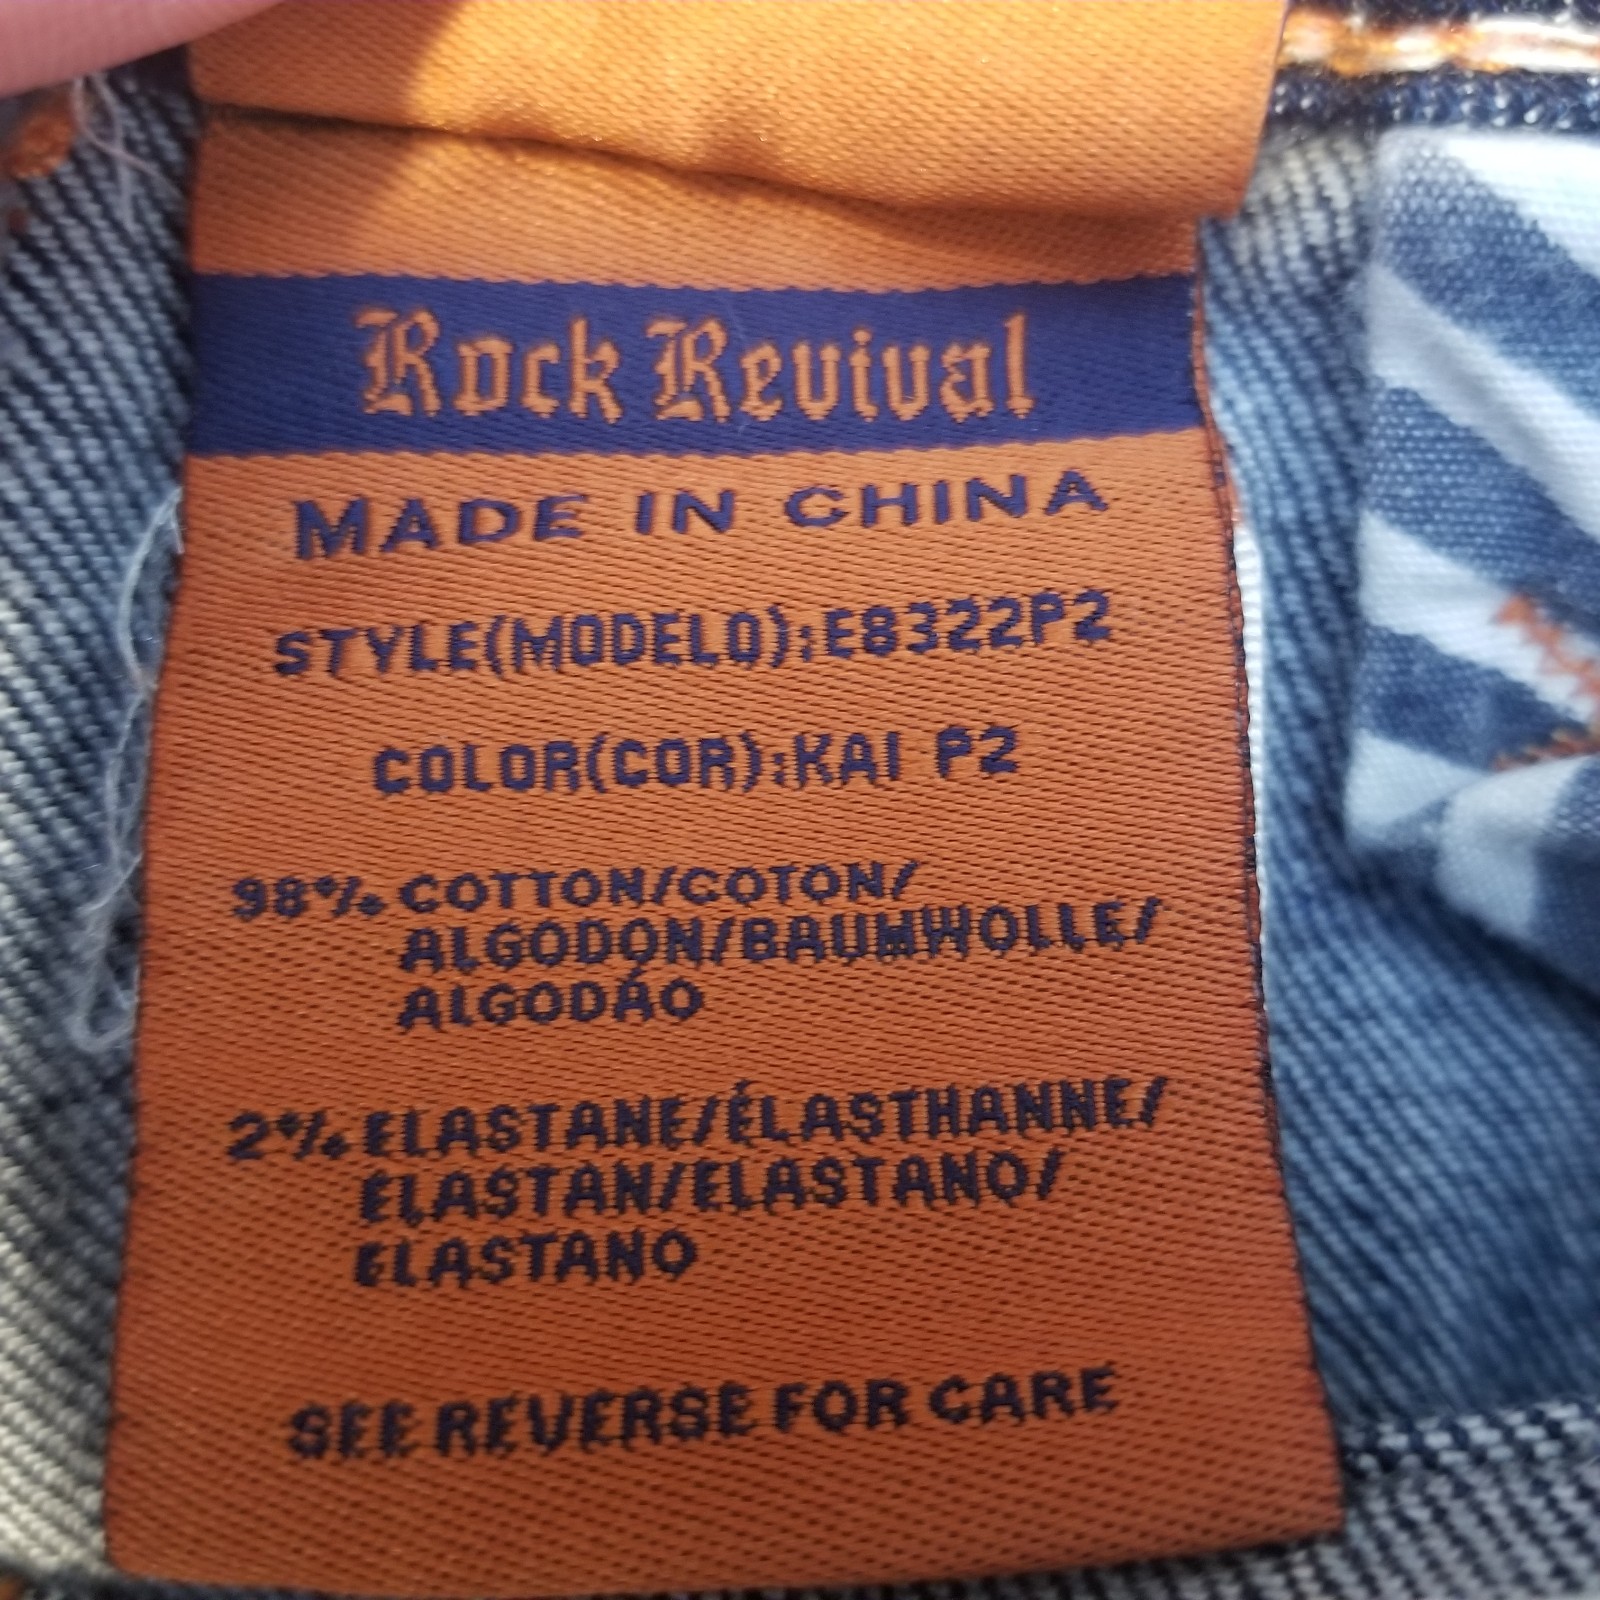 Rock Revival
MADE IN CHINA
STYLE(MODELO):E8322P2
COLOR(COR):KAI P2
98% COTTON/COTON/
ALGODON/BAUMWOLLE/
ALGODÁO
2% ELASTANE/ÉLASTHANNE/
ELASTAN/ELASTANO/
ELASTANO
SEE REVERSE FOR CARE